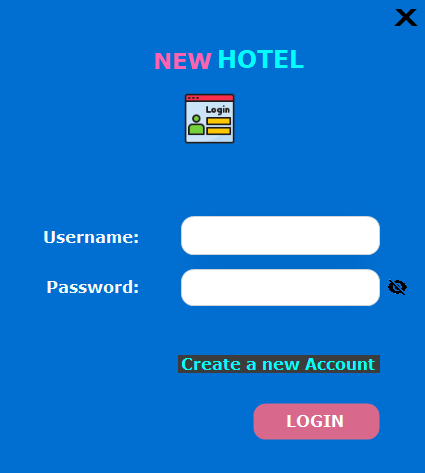 NEW HOTEL
Login
Username:
Password:
Create a new Account
LOGIN